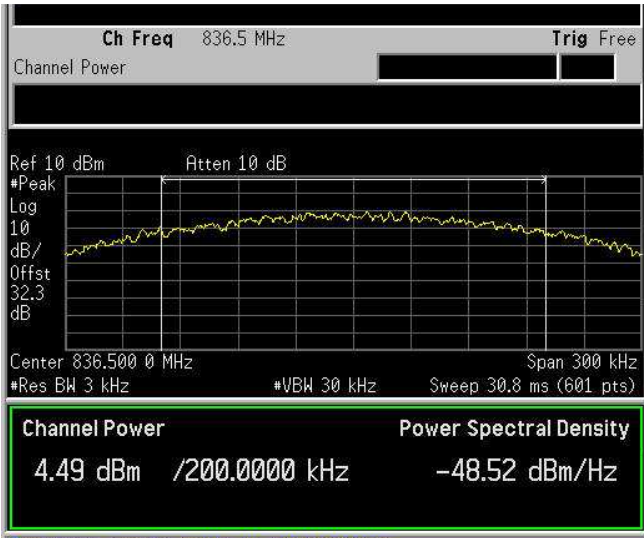 Ch Freq 836.5 MHz Trig Free
Channel Power
Ref 10 dBm Atten 10 dB
#Peak
Log
10
dB/
Offst
32.3
dB
Center 836.500 0 MHz Span 300 kHz
#Res BW 3 kHz #VBW 30 kHz Sweep 30.8 ms (601 pts)
Channel Power Power Spectral Density
4.49 dBm /200.0000 kHz -48.52 dBm/Hz